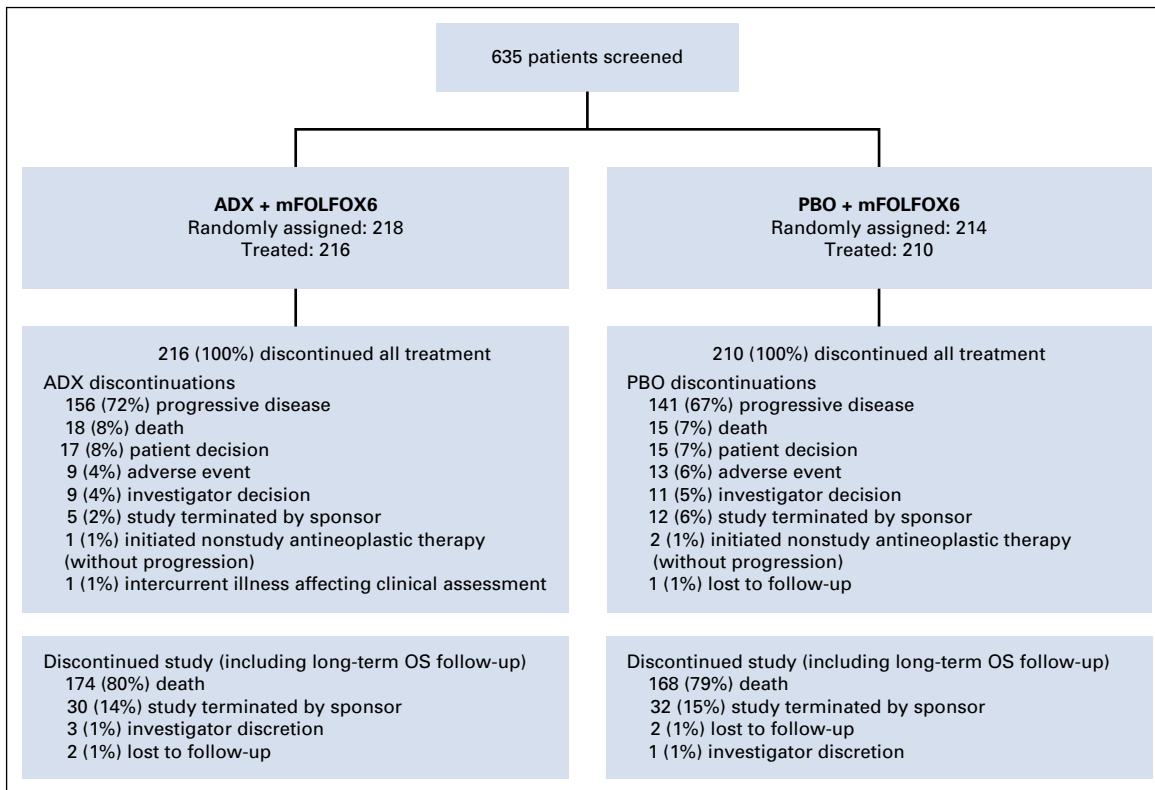 635 patients screened
ADX + mFOLFOX6
Randomly assigned: 218
Treated: 216
216 (100%) discontinued all treatment
ADX discontinuations
156 (72%) progressive disease
18 (8%) death
17 (8%) patient decision
9 (4%) adverse event
9 (4%) investigator decision
5 (2%) study terminated by sponsor
1 (1%) initiated nonstudy antineoplastic therapy
(without progression)
1 (1%) intercurrent illness affecting clinical assessment
Discontinued study (including long-term OS follow-up)
174 (80%) death
30 (14%) study terminated by sponsor
3 (1%) investigator discretion
2 (1%) lost to follow-up
PBO + mFOLFOX6
Randomly assigned: 214
Treated: 210
210 (100%) discontinued all treatment
PBO discontinuations
141 (67%) progressive disease
15 (7%) death
15 (7%) patient decision
13 (6%) adverse event
11 (5%) investigator decision
12 (6%) study terminated by sponsor
2 (1%) initiated nonstudy antineoplastic therapy
(without progression)
1 (1%) lost to follow-up
Discontinued study (including long-term OS follow-up)
168 (79%) death
32 (15%) study terminated by sponsor
2 (1%) lost to follow-up
1 (1%) investigator discretion